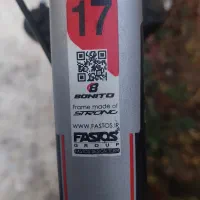 17
B
BONITO
Frame made of
STRONG
WWW.FASTOS.IR
FASTOS
GROUP